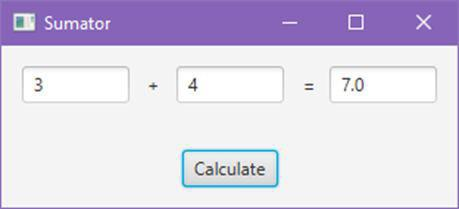 Sumator
3 + 4 = 7.0
Calculate